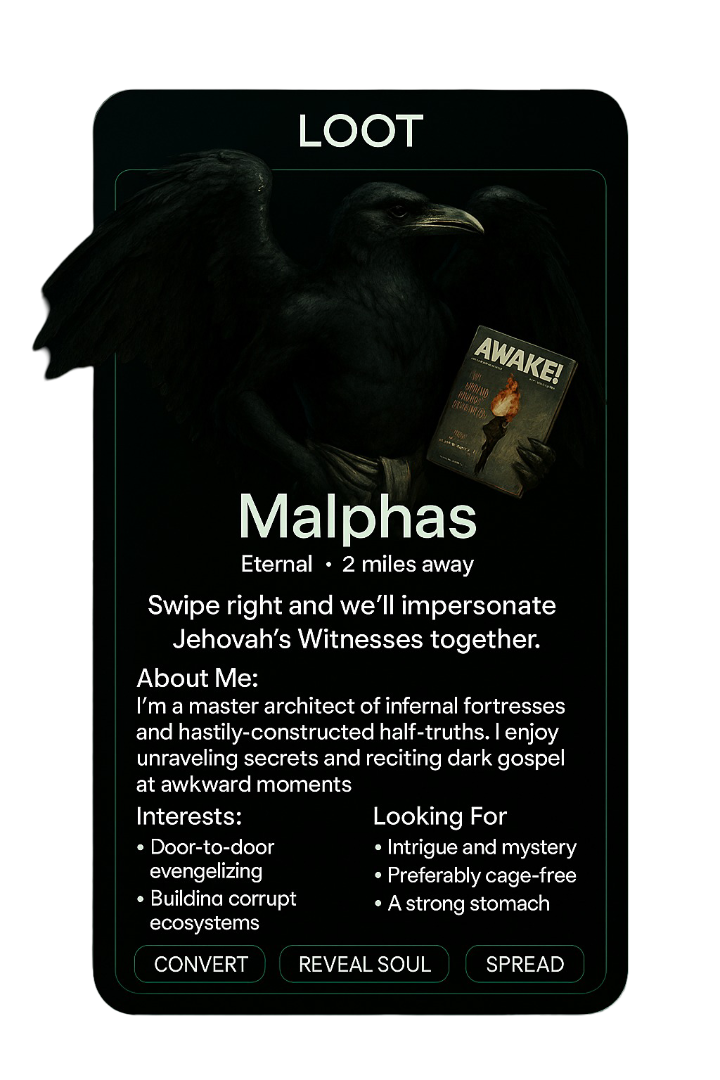 LOOT
AWAKE!
Malphas
Eternal • 2 miles away
Swipe right and we'll impersonate
Jehovah's Witnesses together.
About Me:
I'm a master architect of infernal fortresses
and hastily-constructed half-truths. I enjoy
unraveling secrets and reciting dark gospel
at awkward moments
Interests:
• Door-to-door
evengelizing
• Building corrupt
ecosystems
Looking For
• Intrigue and mystery
• Preferably cage-free
• A strong stomach
CONVERT
REVEAL SOUL
SPREAD